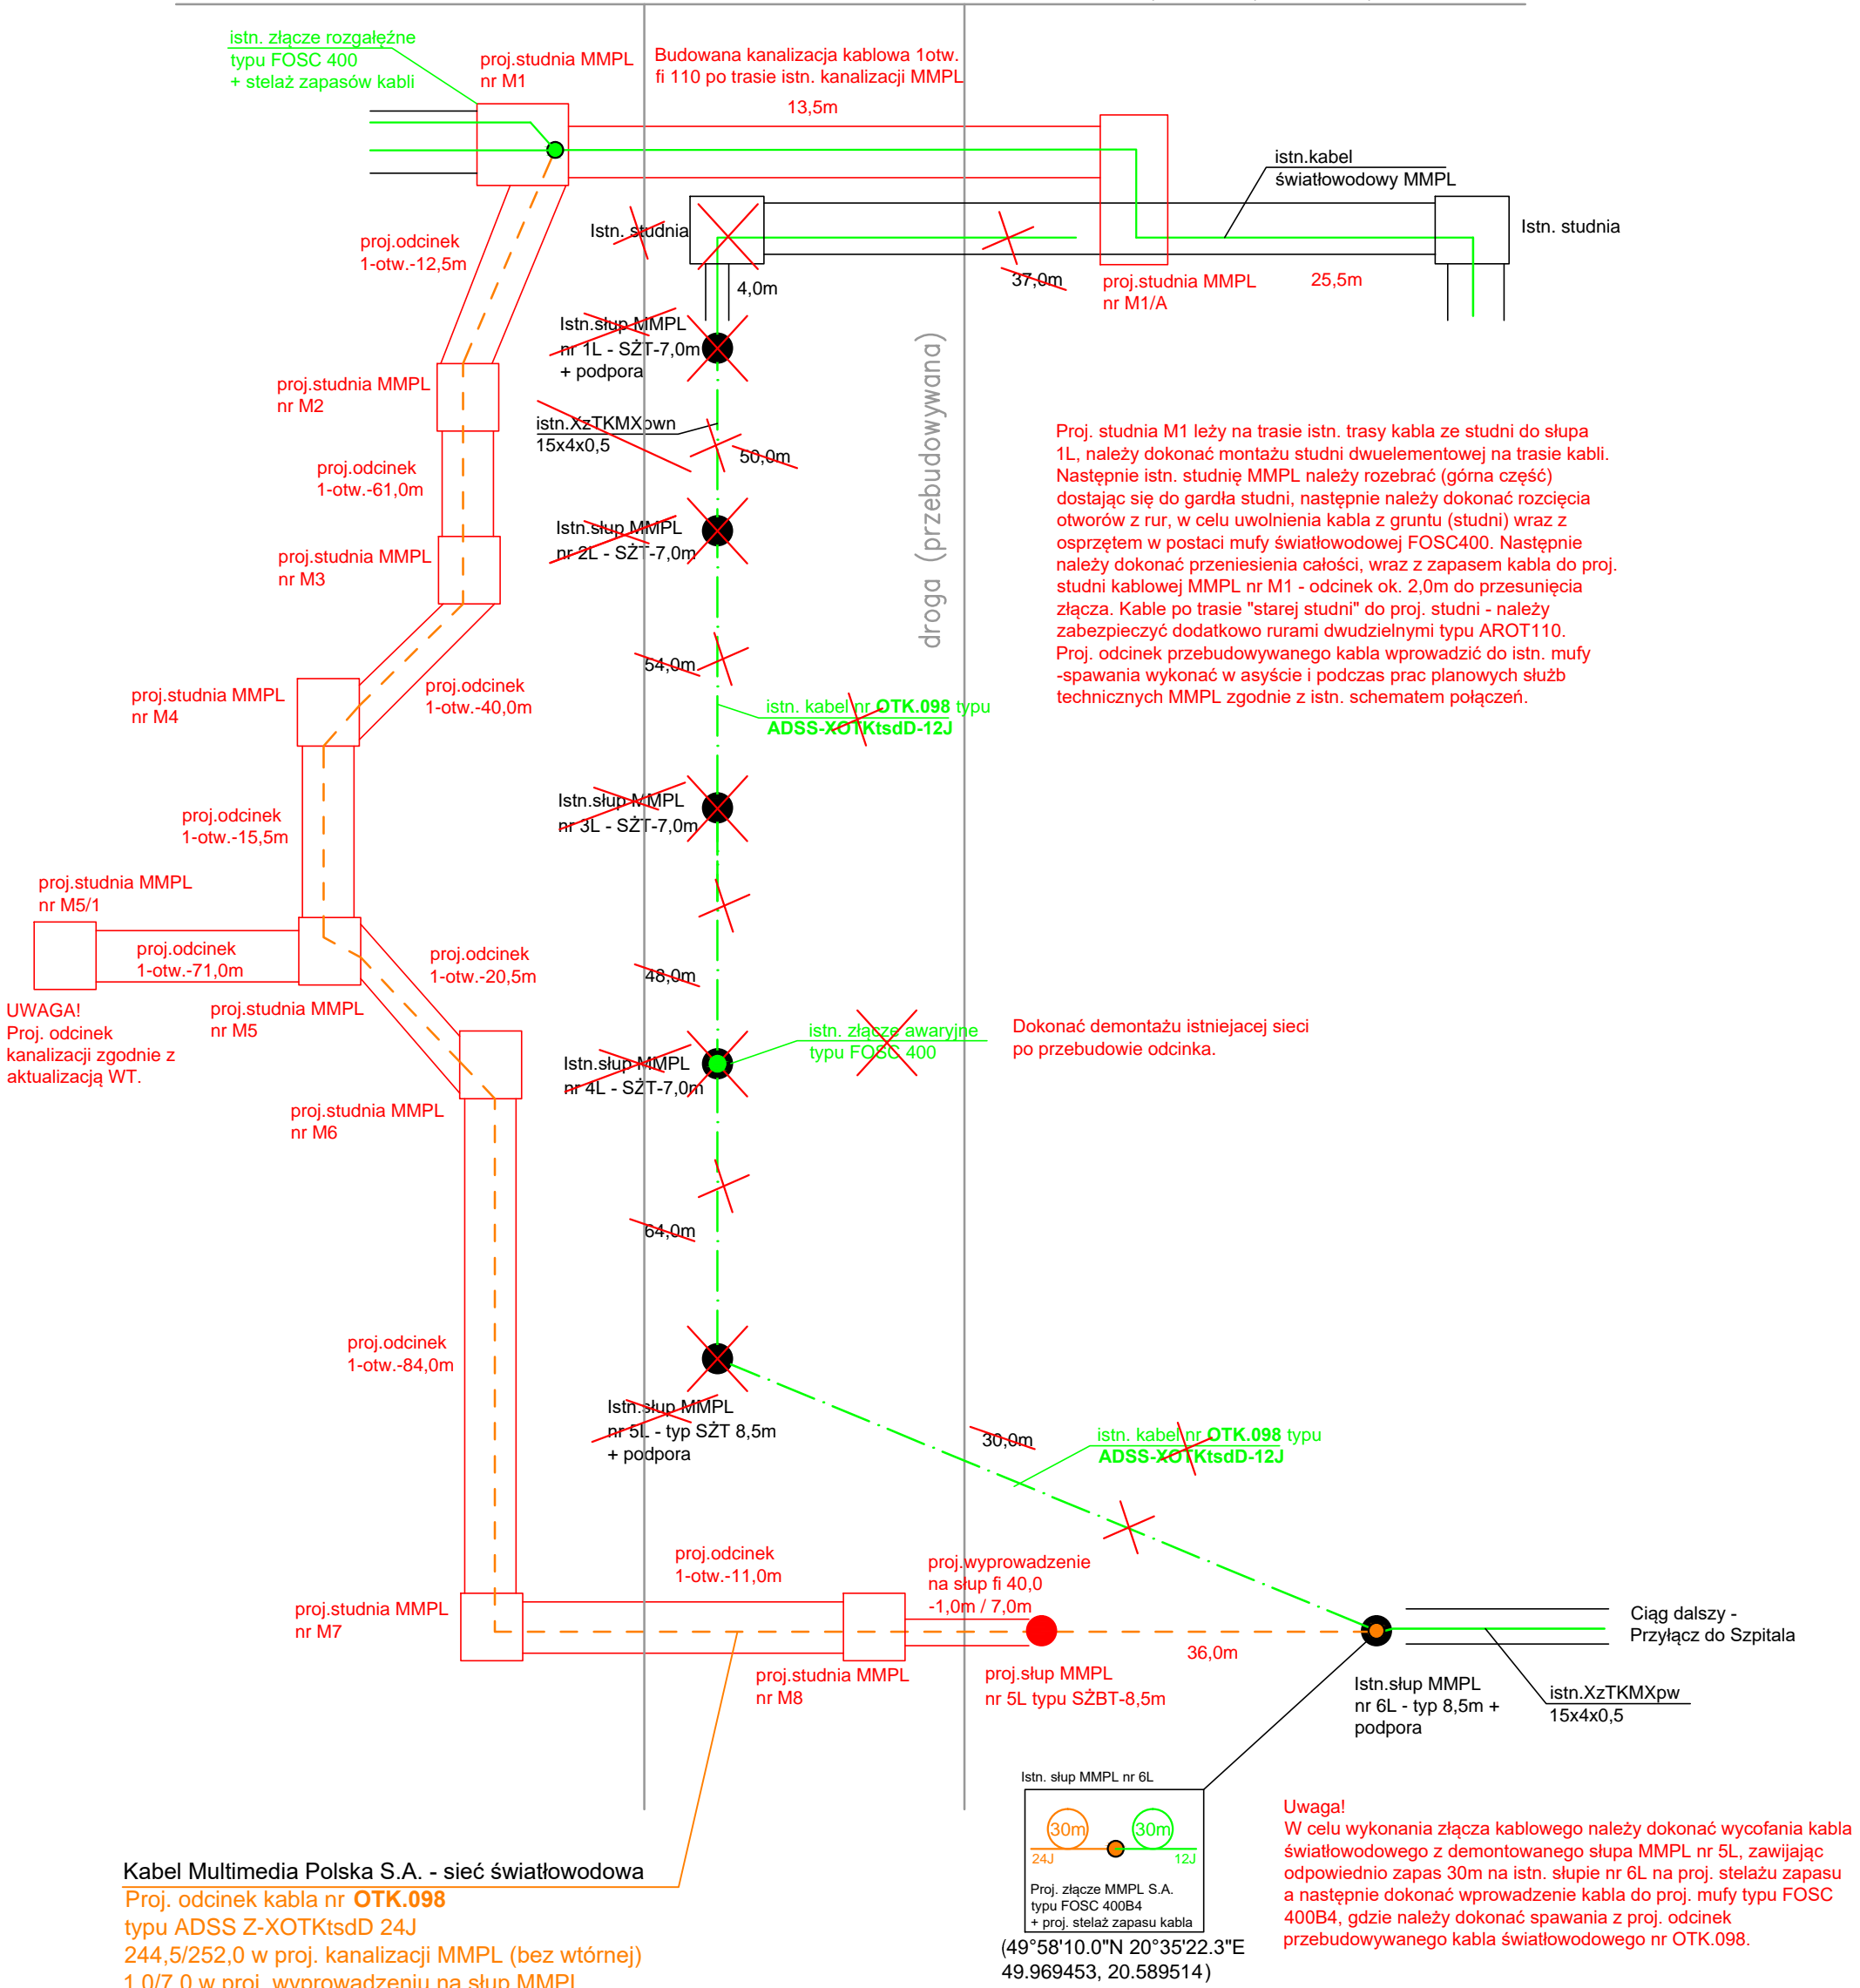 istn. złącze rozgałęźne
typu FOSC 400
+ stelaż zapasów kabli
proj.studnia MMPL
nr M1
Budowana kanalizacja kablowa 1otw.
fi 110 po trasie istn. kanalizacji MMPL
13,5m
istn.kabel
światłowodowy MMPL
Istn. studnia
Istn. studnia
proj.odcinek
1-otw.-12,5m
4,0m
37,0m
proj.studnia MMPL
nr M1/A
25,5m
Istn.słup MMPL
nr 1L - SŻT-7,0m
+ podpora
proj.studnia MMPL
nr M2
istn.XzTKMXpwn
15x4x0,5
50,0m
droga (przebudowywana)
Proj. studnia M1 leży na trasie istn. trasy kabla ze studni do słupa
1L, należy dokonać montażu studni dwuelementowej na trasie kabli.
Następnie istn. studnię MMPL należy rozebrać (górna część)
dostając się do gardła studni, następnie należy dokonać rozcięcia
otworów z rur, w celu uwolnienia kabla z gruntu (studni) wraz z
osprzętem w postaci mufy światłowodowej FOSC400. Następnie
należy dokonać przeniesienia całości, wraz z zapasem kabla do proj.
studni kablowej MMPL nr M1 - odcinek ok. 2,0m do przesunięcia
złącza. Kable po trasie "starej studni" do proj. studni - należy
zabezpieczyć dodatkowo rurami dwudzielnymi typu AROT110.
Proj. odcinek przebudowywanego kabla wprowadzić do istn. mufy
-spawania wykonać w asyście i podczas prac planowych służb
technicznych MMPL zgodnie z istn. schematem połączeń.
proj.odcinek
1-otw.-61,0m
Istn.słup MMPL
nr 2L - SŻT-7,0m
proj.studnia MMPL
nr M3
54,0m
proj.studnia MMPL
nr M4
proj.odcinek
1-otw.-40,0m
istn. kabel nr OTK.098 typu
ADSS-XOTKtsdD-12J
Istn.słup MMPL
nr 3L - SŻT-7,0m
proj.odcinek
1-otw.-15,5m
proj.studnia MMPL
nr M5/1
proj.odcinek
1-otw.-71,0m
proj.odcinek
1-otw.-20,5m
48,0m
UWAGA!
Proj. odcinek
kanalizacji zgodnie z
aktualizacją WT.
proj.studnia MMPL
nr M5
istn. złącze awaryjne
typu FOSC 400
Dokonać demontażu istniejacej sieci
po przebudowie odcinka.
Istn.słup MMPL
nr 4L - SŻT-7,0m
proj.studnia MMPL
nr M6
64,0m
proj.odcinek
1-otw.-84,0m
Istn.słup MMPL
nr 5L - typ SŻT 8,5m
+ podpora
30,0m
istn. kabel nr OTK.098 typu
ADSS-XOTKtsdD-12J
proj.odcinek
1-otw.-11,0m
proj.wyprowadzenie
na słup fi 40,0
-1,0m / 7,0m
proj.studnia MMPL
nr M7
36,0m
Ciąg dalszy -
Przyłącz do Szpitala
proj.studnia MMPL
nr M8
proj.słup MMPL
nr 5L typu SŻBT-8,5m
Istn.słup MMPL
nr 6L - typ 8,5m +
podpora
istn.XzTKMXpw
15x4x0,5
Istn. słup MMPL nr 6L
30m
30m
24J
12J
Proj. złącze MMPL S.A.
typu FOSC 400B4
+ proj. stelaż zapasu kabla
(49°58'10.0"N 20°35'22.3"E
49.969453, 20.589514)
Uwaga!
W celu wykonania złącza kablowego należy dokonać wycofania kabla
światłowodowego z demontowanego słupa MMPL nr 5L, zawijając
odpowiednio zapas 30m na istn. słupie nr 6L na proj. stelażu zapasu
a następnie dokonać wprowadzenie kabla do proj. mufy typu FOSC
400B4, gdzie należy dokonać spawania z proj. odcinek
przebudowywanego kabla światłowodowego nr OTK.098.
Kabel Multimedia Polska S.A. - sieć światłowodowa
Proj. odcinek kabla nr OTK.098
typu ADSS Z-XOTKtsdD 24J
244,5/252,0 w proj. kanalizacji MMPL (bez wtórnej)
1,0/7,0 w proj. wyprowadzeniu na słup MMPL